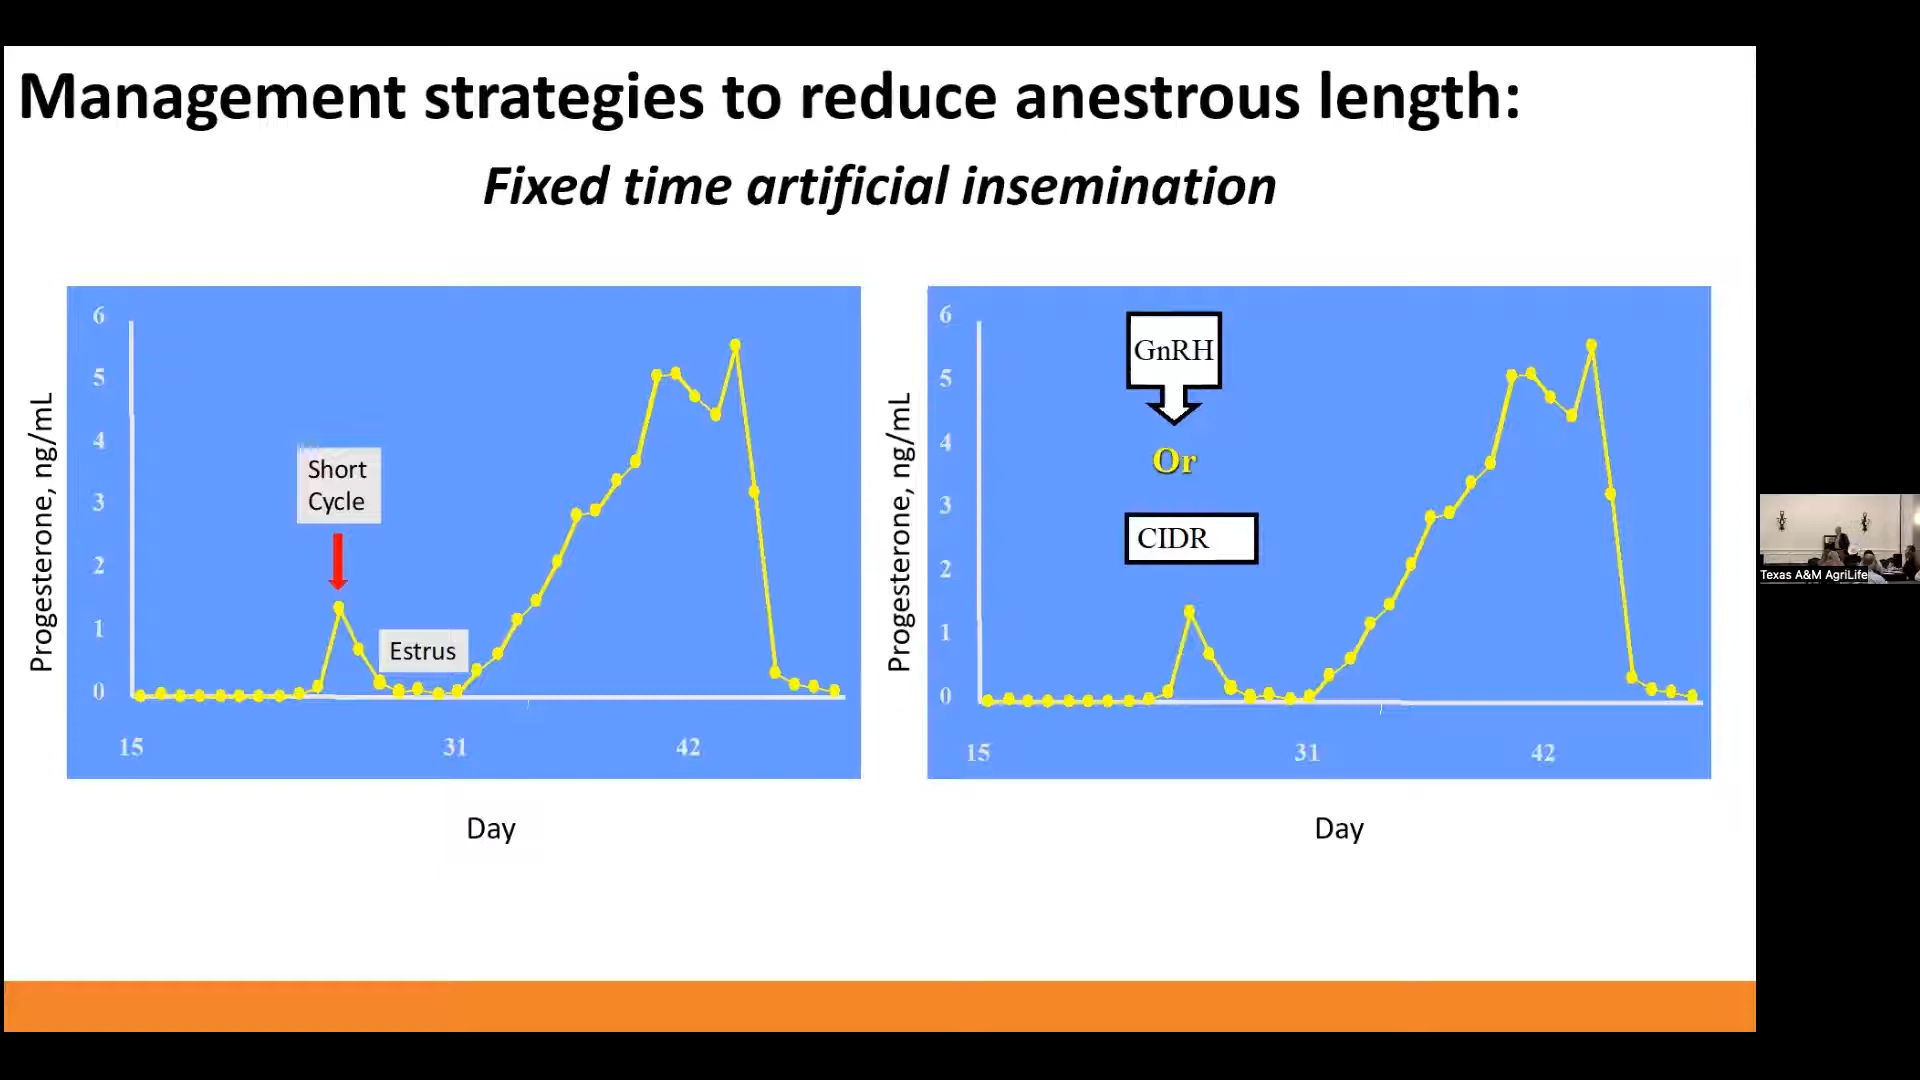 Management strategies to reduce anestrous length:
Fixed time artificial insemination
Progesterone, ng/mL
6
5
4
3
2
1
0
Short
Cycle
Estrus
15
31
42
Day
Progesterone, ng/mL
6
5
4
3
2
1
0
GnRH
Or
CIDR
15
31
42
Day
Texas A&M AgriLife